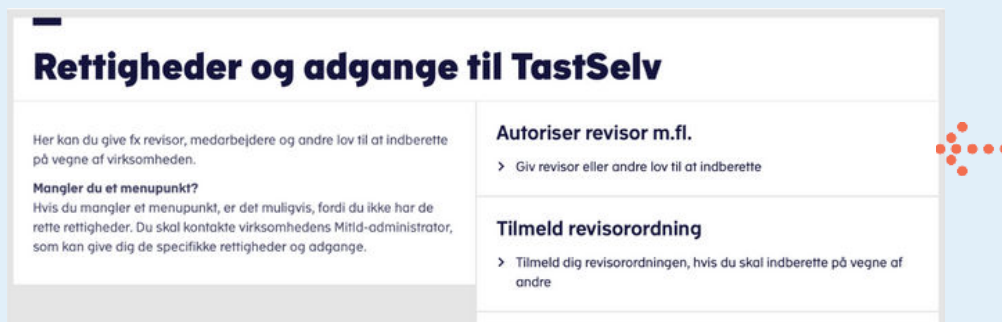 Rettigheder og adgange til TastSelv
Her kan du give fx revisor, medarbejdere og andre lov til at indberette
på vegne af virksomheden.
Mangler du et menupunkt?
Hvis du mangler et menupunkt, er det muligvis, fordi du ikke har de
rette rettigheder. Du skal kontakte virksomhedens MitId-administrator,
som kan give dig de specifikke rettigheder og adgange.
Autoriser revisor m.fl.
> Giv revisor eller andre lov til at indberette
Tilmeld revisorordning
> Tilmeld dig revisorordningen, hvis du skal indberette på vegne af
andre